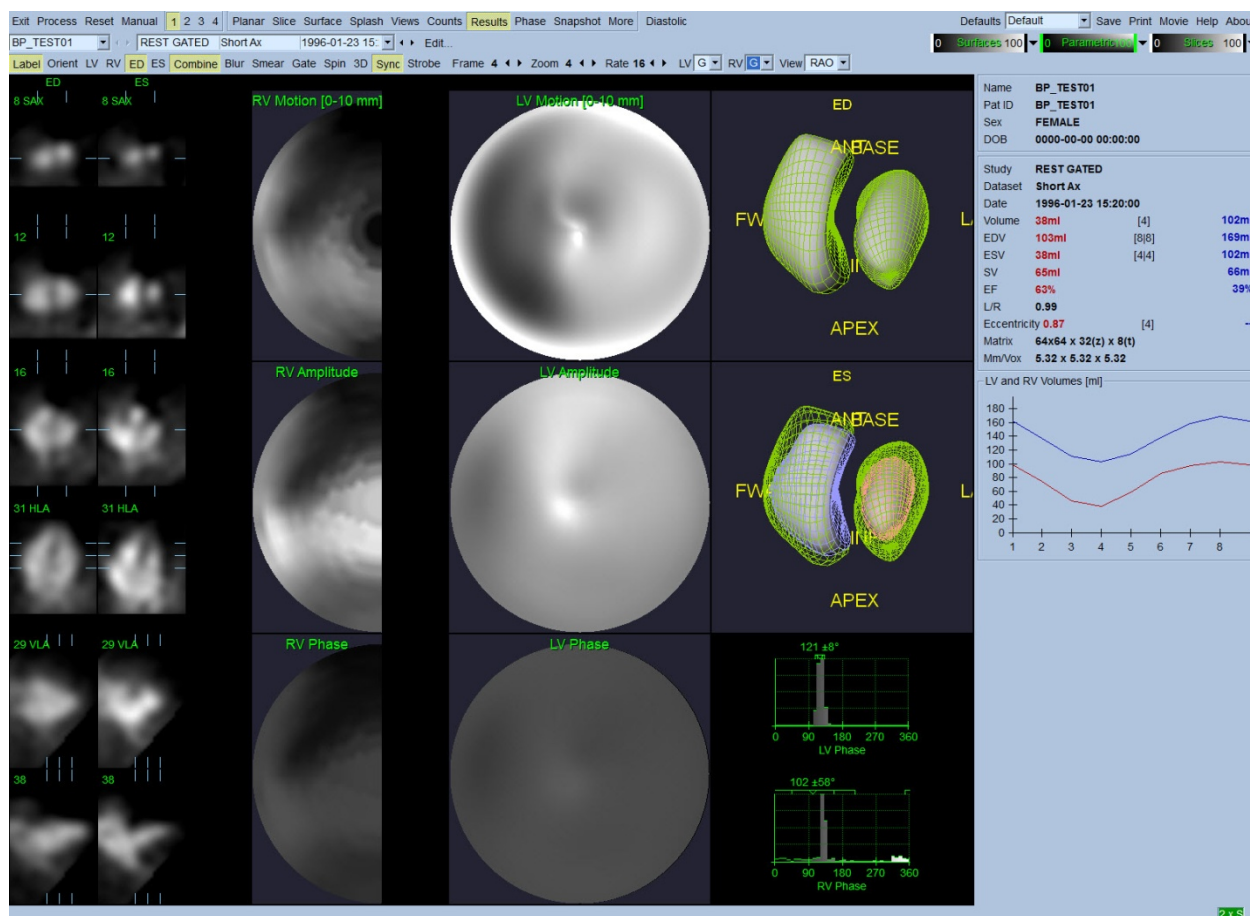 Exit Process Reset Manual 1 2 3 4 Planar Slice Surface Splash Views Counts Results Phase Snapshot More Diastolic Defaults Default Save Print Movie Help Abou
BP_TEST01 REST GATED Short Ax 1996-01-23 15: Edit... 0 Surfaces 100 0 Parametric 100 0 Slices 100
Label Orient LV RV ED ES Combine Blur Smear Gate Spin 3D Sync Strobe Frame 4 Zoom 4 Rate 16 LV G RV G View RAO
ED ES
8 SAX
12 12
16 16
31 HLA 31 HLA
29 VLA 29 VLA
38 38
RV Motion [0-10 mm] LV Motion [0-10 mm]
RV Amplitude LV Amplitude
RV Phase LV Phase
ED
ANT BASE
FW L
IN
APEX
ES
ANT BASE
FW L
INF
APEX
121 ±8°
0 90 180 270 360
LV Phase
102 ±58°
0 90 180 270 360
RV Phase
Name BP_TEST01
Pat ID BP_TEST01
Sex FEMALE
DOB 0000-00-00 00:00:00
Study REST GATED
Dataset Short Ax
Date 1996-01-23 15:20:00
Volume 38ml [4] 102m
EDV 103ml [8|8] 169m
ESV 38ml [4|4] 102m
SV 65ml 66m
EF 63% 39%
L/R 0.99
Eccentricity 0.87 [4] --
Matrix 64x64 x 32(z) x 8(t)
Mm/Vox 5.32 x 5.32 x 5.32
LV and RV Volumes [ml]
180
160
140
120
100
80
60
40
20
0
1 2 3 4 5 6 7 8
2 x S